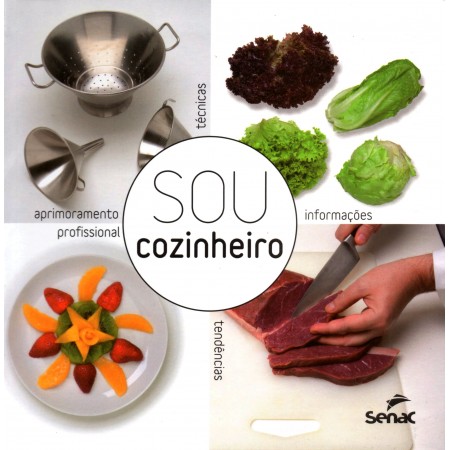 técnicas
SOU
cozinheiro
aprimoramento
profissional
informações
tendências
Senac